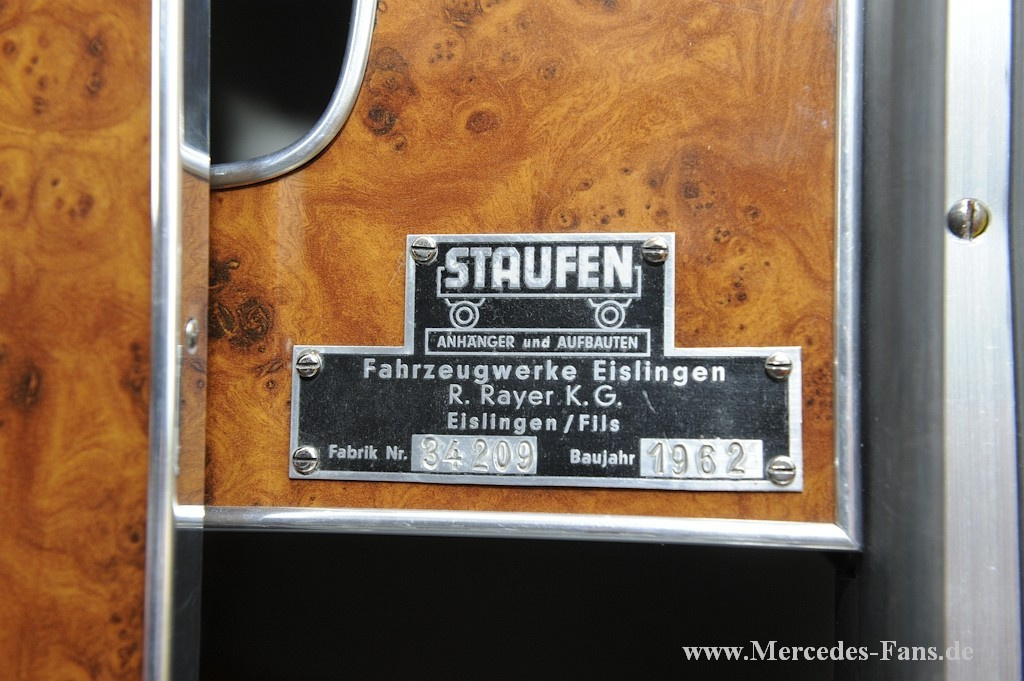 STAUFEN
ANHÄNGER und AUFBAUTEN
Fahrzeugwerke Eislingen
R. Rayer K.G.
Eislingen/Fils
Fabrik Nr. 34209 Baujahr 1962
www.Mercedes-Fans.de